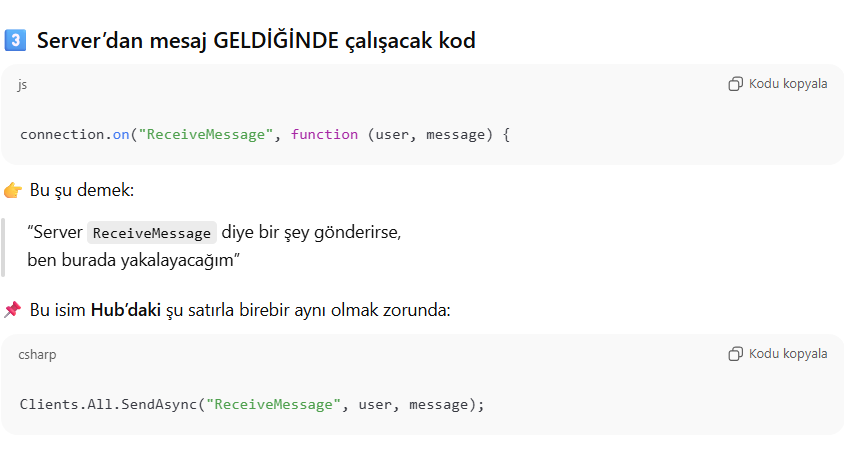 3 Server’dan mesaj GELDİĞİNDE çalışacak kod
js
Kodu kopyala
connection.on("ReceiveMessage", function (user, message) {
👉 Bu şu demek:
“Server ReceiveMessage diye bir şey gönderirse,
ben burada yakalayacağım”
📌 Bu isim Hub’daki şu satırla birebir aynı olmak zorunda:
csharp
Kodu kopyala
Clients.All.SendAsync("ReceiveMessage", user, message);